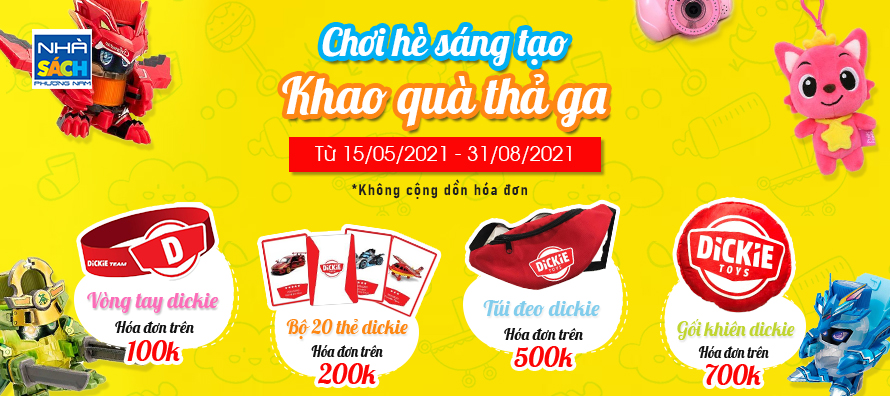 NHÀ
SÁCH
PHƯƠNG NAM
Chơi hè sáng tạo
Khao quà thả ga
Từ 15/05/2021 - 31/08/2021
*Không cộng dồn hóa đơn
DICKIE TEAM
D
Vòng tay dickie
Hóa đơn trên
100k
DICKIE
Bộ 20 thẻ dickie
Hóa đơn trên
200k
DICKIE
TOYS
Túi đeo dickie
Hóa đơn trên
500k
DICKIE
TOYS
Gối khiên dickie
Hóa đơn trên
700k